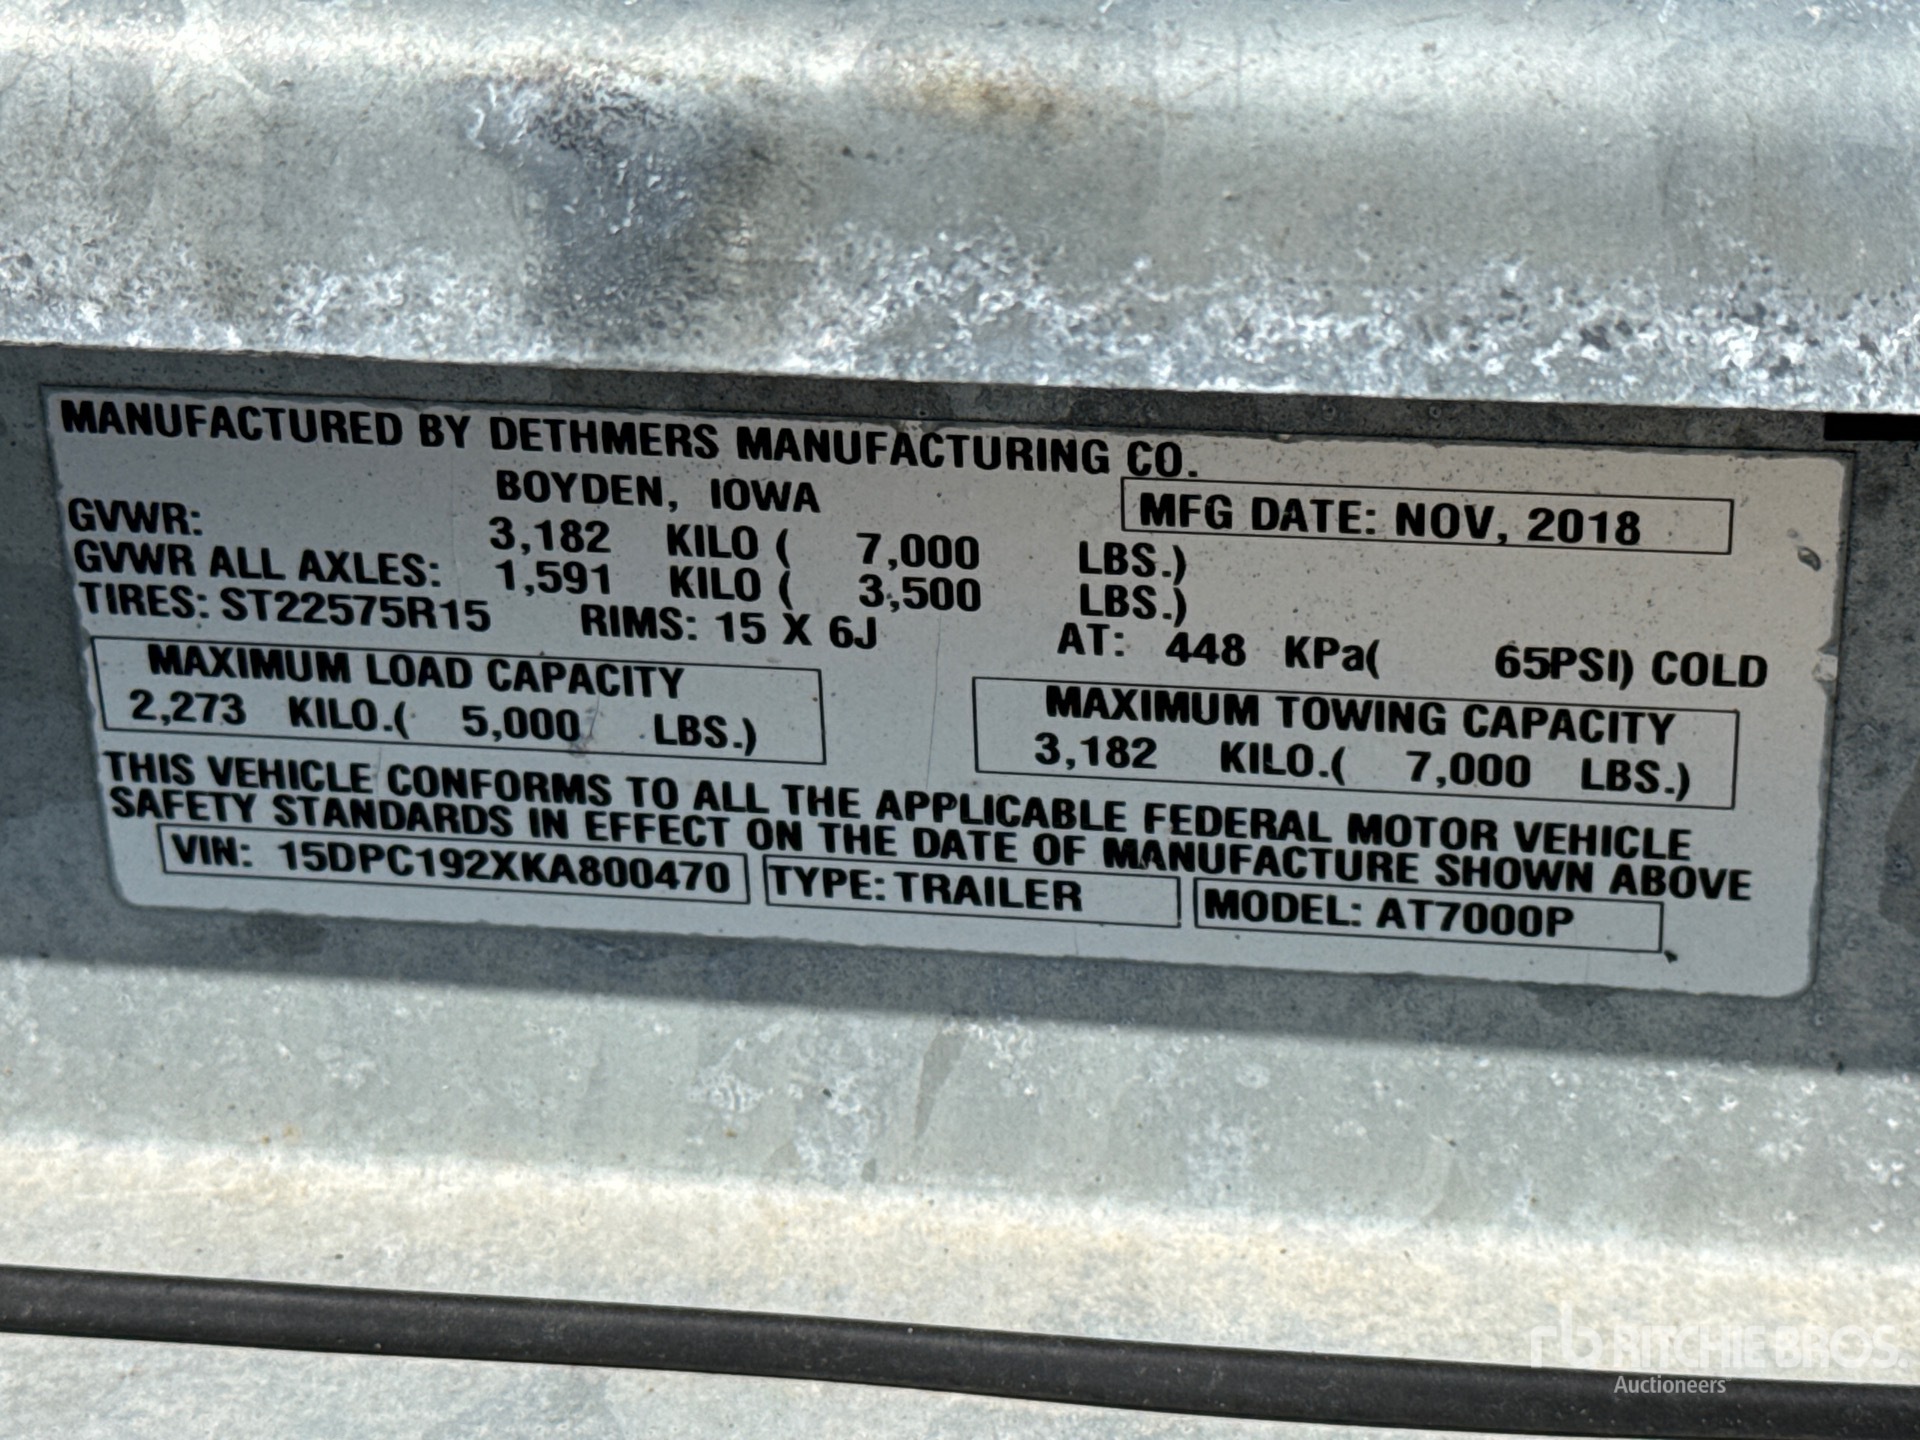 MANUFACTURED BY DETHMERS MANUFACTURING CO.
BOYDEN, IOWA
MFG DATE: NOV, 2018
GVWR: 3,182 KILO ( 7,000 LBS.)
GVWR ALL AXLES: 1,591 KILO ( 3,500 LBS.)
TIRES: ST22575R15 RIMS: 15 X 6J AT: 448 KPa( 65PSI) COLD
MAXIMUM LOAD CAPACITY
2,273 KILO.( 5,000 LBS.)
MAXIMUM TOWING CAPACITY
3,182 KILO.( 7,000 LBS.)
THIS VEHICLE CONFORMS TO ALL THE APPLICABLE FEDERAL MOTOR VEHICLE
SAFETY STANDARDS IN EFFECT ON THE DATE OF MANUFACTURE SHOWN ABOVE
VIN: 15DPC192XKA800470 TYPE: TRAILER MODEL: AT7000P
rb RITCHIE BROS.
Auctioneers